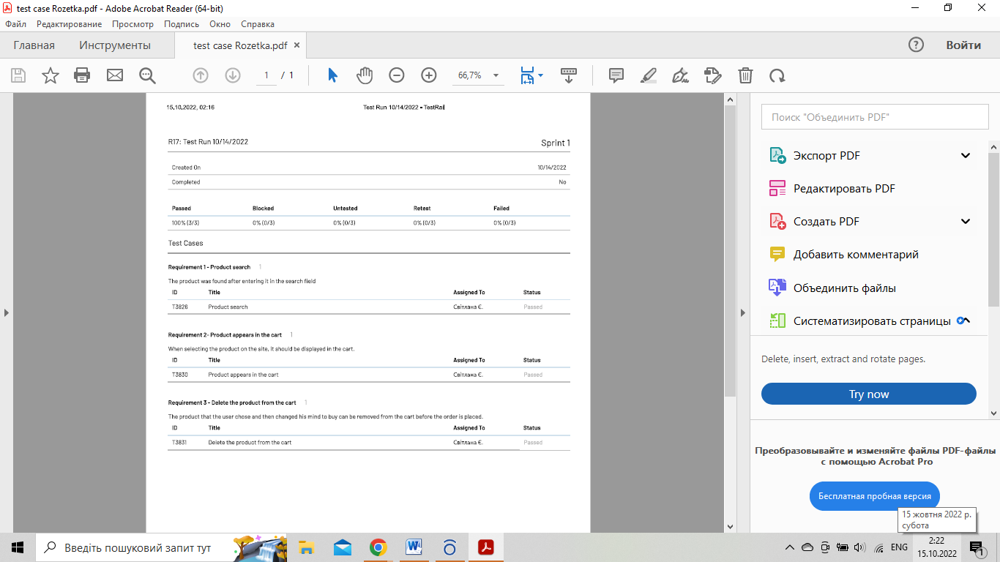 test case Rozetka.pdf - Adobe Acrobat Reader (64-bit)
Файл Редактирование Просмотр Подпись Окно Справка
Главная Инструменты test case Rozetka.pdf × Войти
1 / 1 66,7%
15.10.2022, 02:16 Test Run 10/14/2022 - TestRail
R17: Test Run 10/14/2022 Sprint 1
Created On 10/14/2022
Completed No
Passed Blocked Untested Retest Failed
100% (3/3) 0% (0/3) 0% (0/3) 0% (0/3) 0% (0/3)
Test Cases
Requirement 1 - Product search 1
The product was found after entering it in the search field
ID Title Assigned To Status
T3826 Product search Світлана Є. Passed
Requirement 2- Product appears in the cart 1
When selecting the product on the site, it should be displayed in the cart.
ID Title Assigned To Status
T3830 Product appears in the cart Світлана Є. Passed
Requirement 3 - Delete the product from the cart 1
The product that the user chose and then changed his mind to buy can be removed from the cart before the order is placed.
ID Title Assigned To Status
T3831 Delete the product from the cart Світлана Є. Passed
Поиск "Объединить PDF"
Экспорт PDF
Редактировать PDF
Создать PDF
Добавить комментарий
Объединить файлы
Систематизировать страницы
Delete, insert, extract and rotate pages.
Try now
Преобразовывайте и изменяйте файлы PDF-файлы
с помощью Acrobat Pro
Бесплатная пробная версия
15 жовтня 2022 р.
субота
Введіть пошуковий запит тут
ENG
2:22
15.10.2022
1